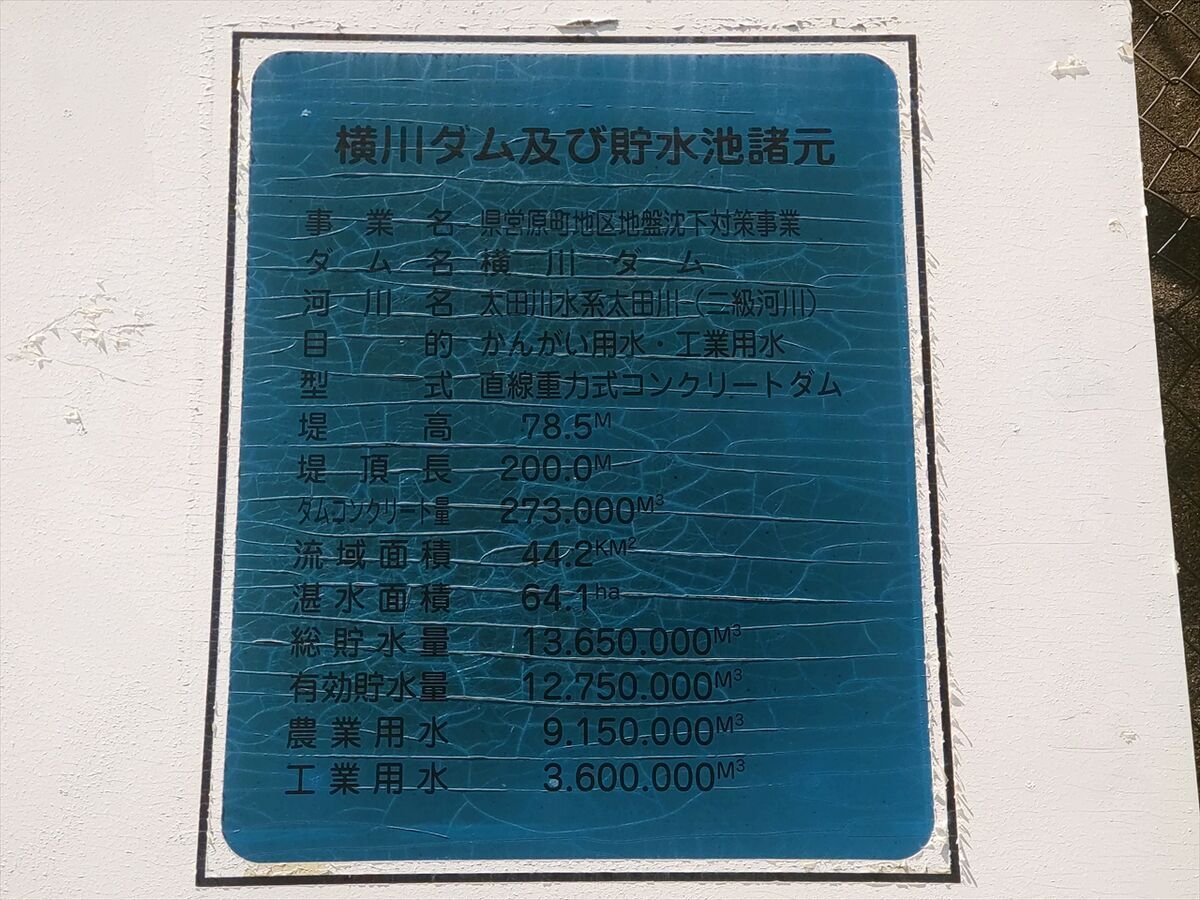 横川ダム及び貯水池諸元
事業名 県営原町地区地盤沈下対策事業
ダム名 横川ダム
河川名 太田川水系太田川（二級河川）
目的 かんがい用水・工業用水
型式 直線重力式コンクリートダム
堤高 78.5M
堤頂長 200.0M
ダムコンクリート量 273.000M³
流域面積 44.2KM²
湛水面積 64.1ha
総貯水量 13.650.000M³
有効貯水量 12.750.000M³
農業用水 9.150.000M³
工業用水 3.600.000M³